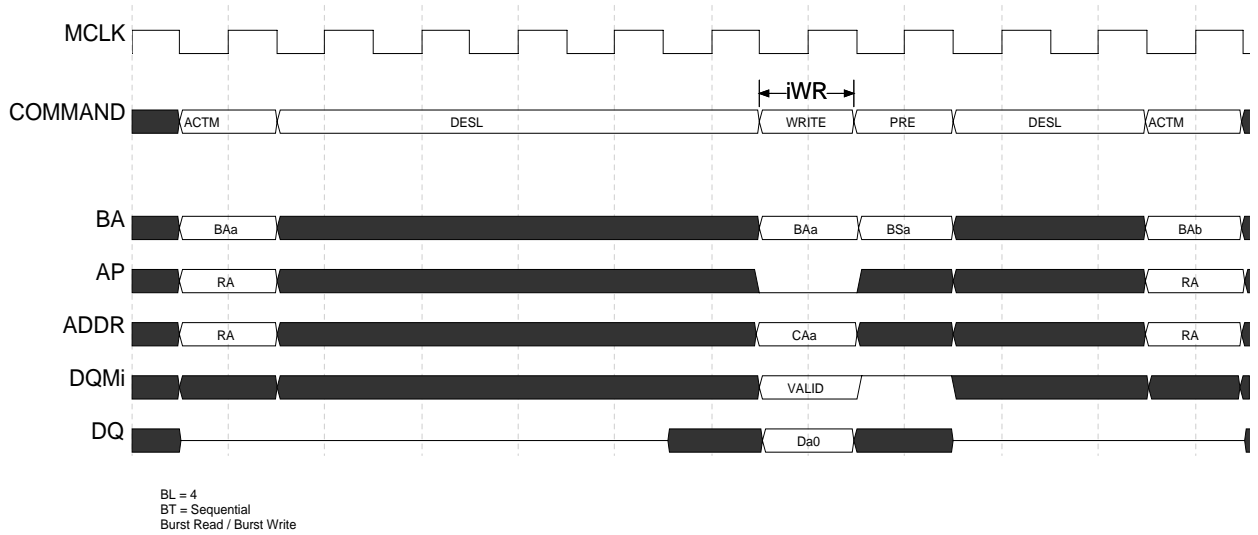 MCLK
iWR
COMMAND ACTM DESL WRITE PRE DESL ACTM
BA BAa BAa BSa BAb
AP RA RA
ADDR RA CAa RA
DQMi VALID
DQ Da0
BL = 4
BT = Sequential
Burst Read / Burst Write